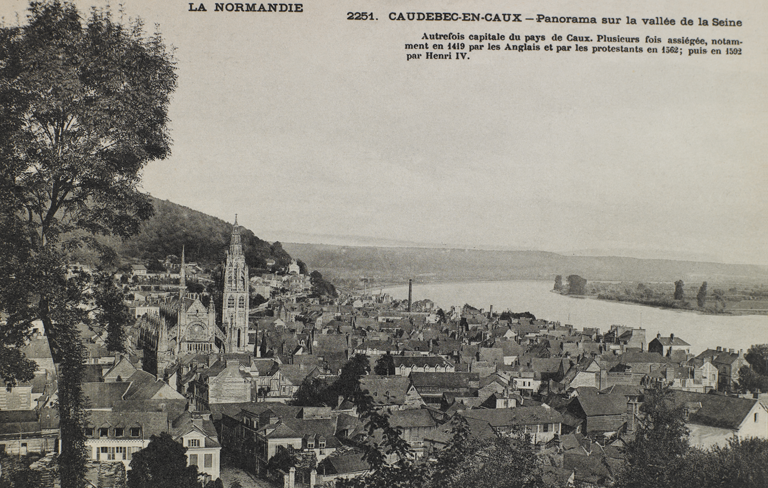 LA NORMANDIE
2251. CAUDEBEC-EN-CAUX – Panorama sur la vallée de la Seine
Autrefois capitale du pays de Caux. Plusieurs fois assiégée, notam-
ment en 1419 par les Anglais et par les protestants en 1562; puis en 1592
par Henri IV.